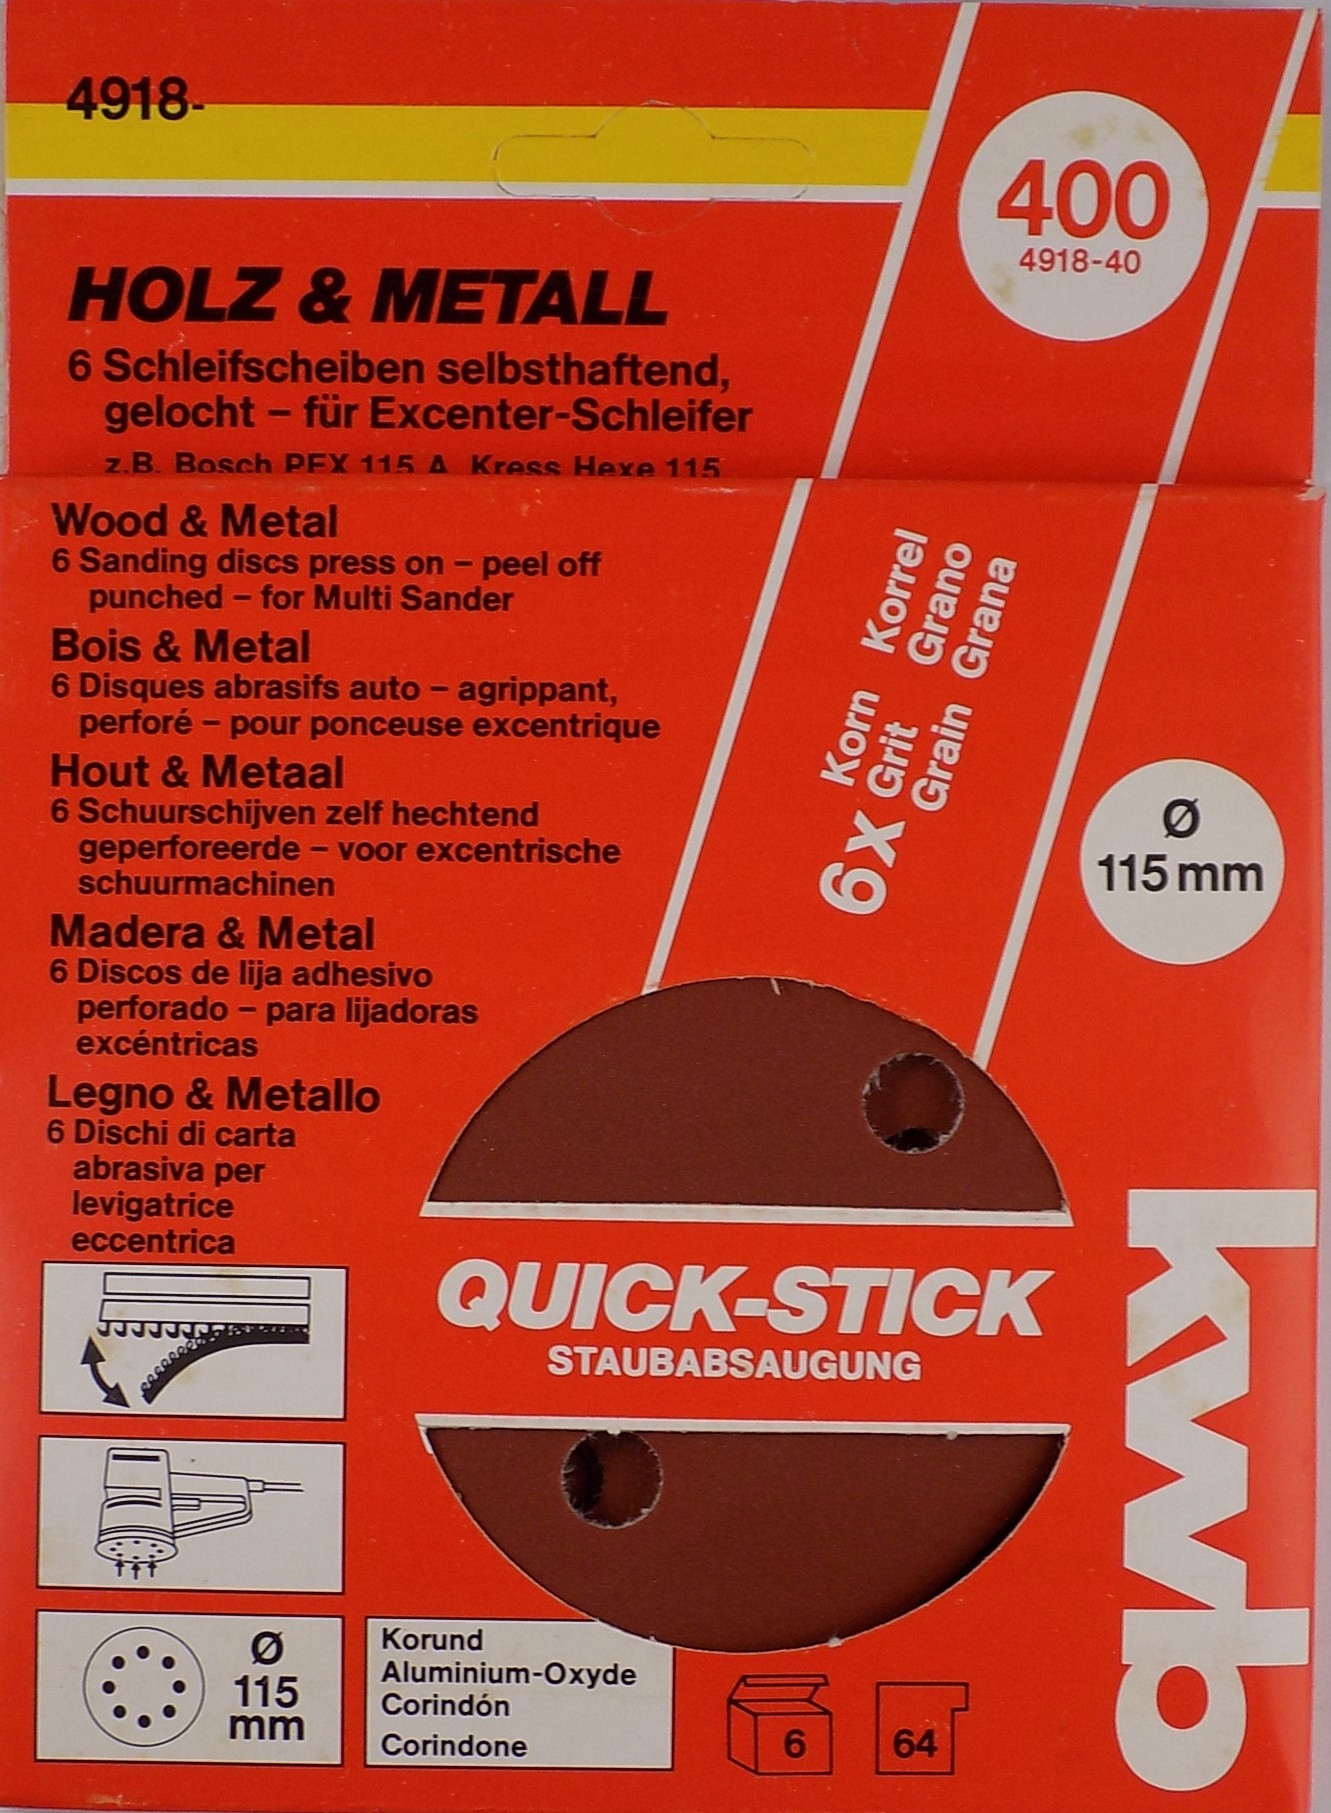 4918-
400
4918-40
HOLZ & METALL
6 Schleifscheiben selbsthaftend,
gelocht – für Excenter-Schleifer
z.B. Bosch PEX 115 A, Kress Hexe 115
Wood & Metal
6 Sanding discs press on – peel off
punched – for Multi Sander
Bois & Metal
6 Disques abrasifs auto – agrippant,
perforé – pour ponceuse excentrique
Hout & Metaal
6 Schuurschijven zelf hechtend
geperforeerde – voor excentrische
schuurmachinen
Madera & Metal
6 Discos de lija adhesivo
perforado – para lijadoras
excéntricas
Legno & Metallo
6 Dischi di carta
abrasiva per
levigatrice
eccentrica
6x
Korn Korrel
Grit Grano
Grain Grana
Ø
115 mm
QUICK-STICK
STAUBABSAUGUNG
kwb
Ø
115
mm
Korund
Aluminium-Oxyde
Corindón
Corindone
6
64